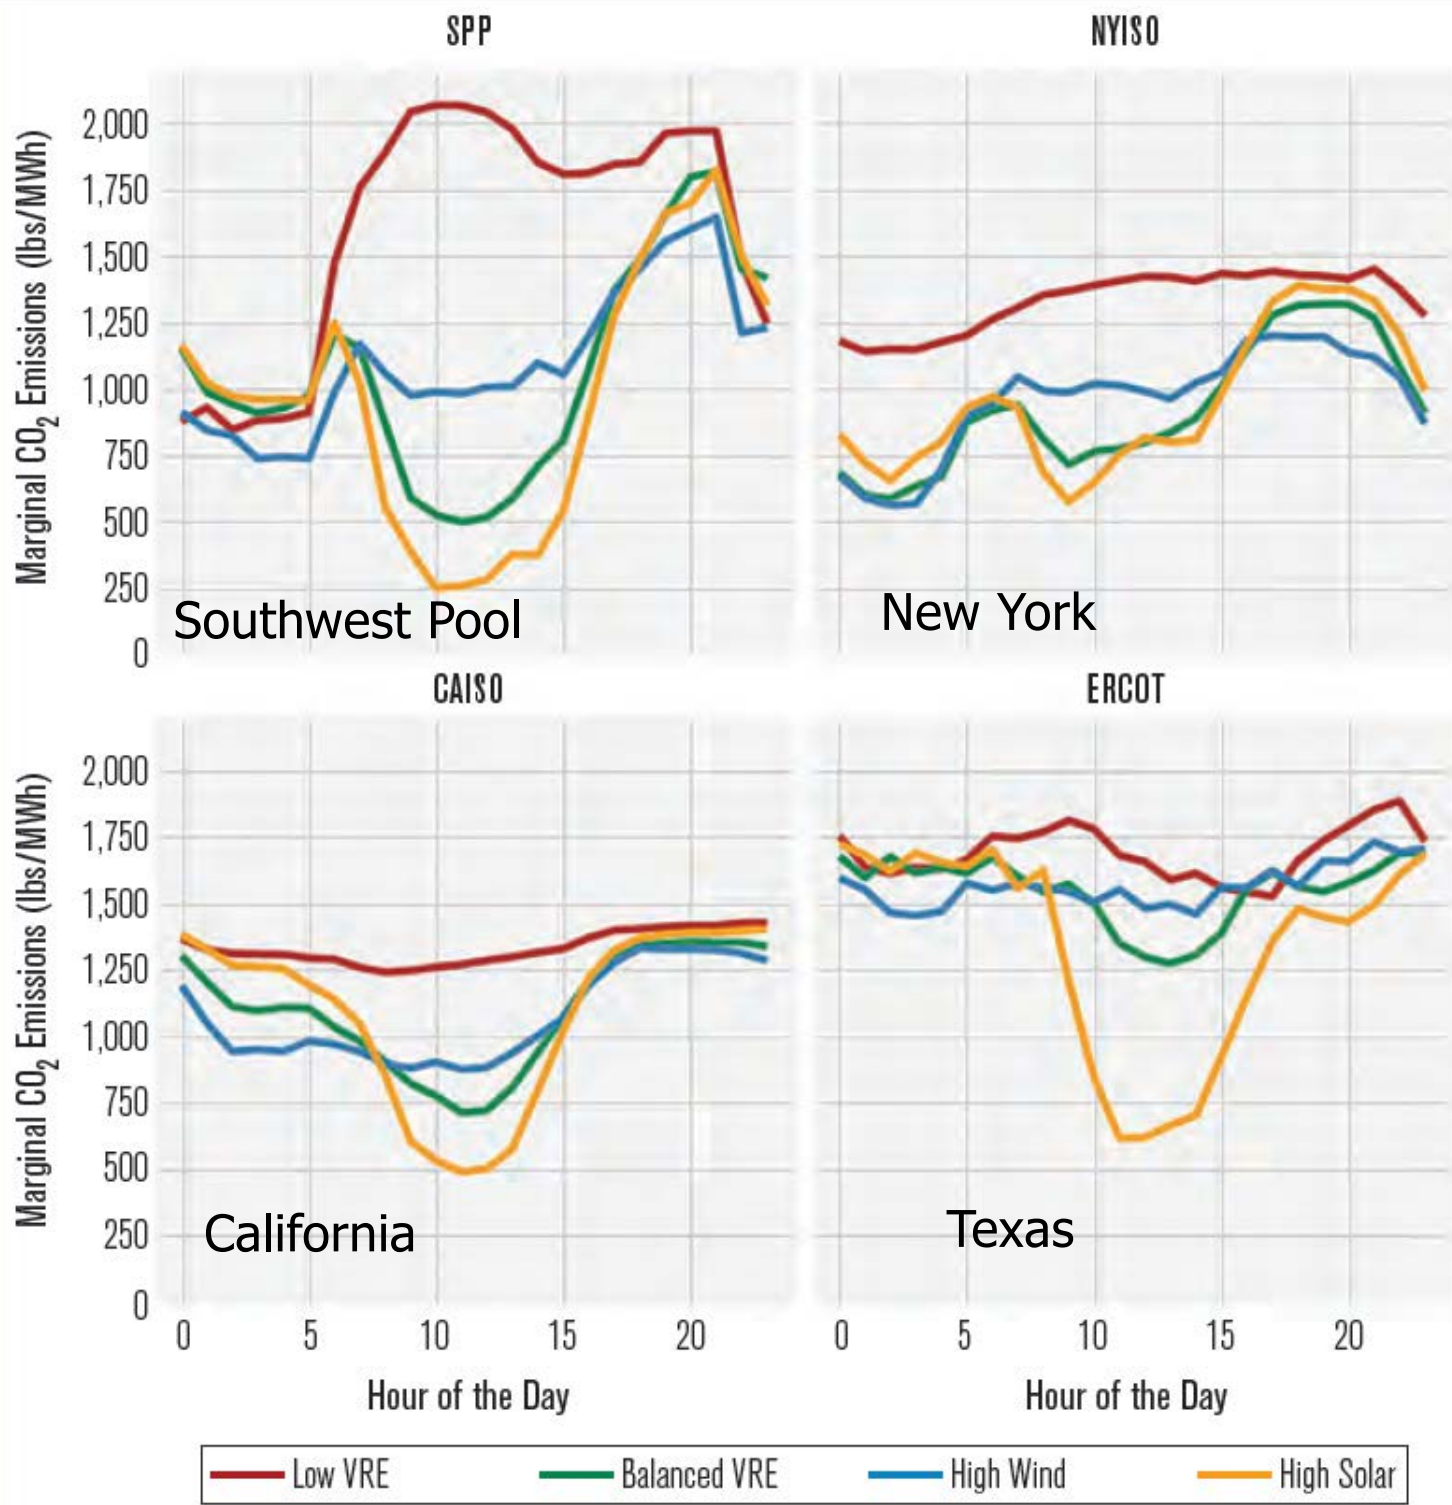 SPP
NYISO
Marginal CO2 Emissions (lbs/MWh)
2,000
1,750
1,500
1,250
1,000
750
500
250
0
Southwest Pool
New York
CAISO
ERCOT
Marginal CO2 Emissions (lbs/MWh)
2,000
1,750
1,500
1,250
1,000
750
500
250
0
California
Texas
0 5 10 15 20
0 5 10 15 20
Hour of the Day
Hour of the Day
Low VRE Balanced VRE High Wind High Solar